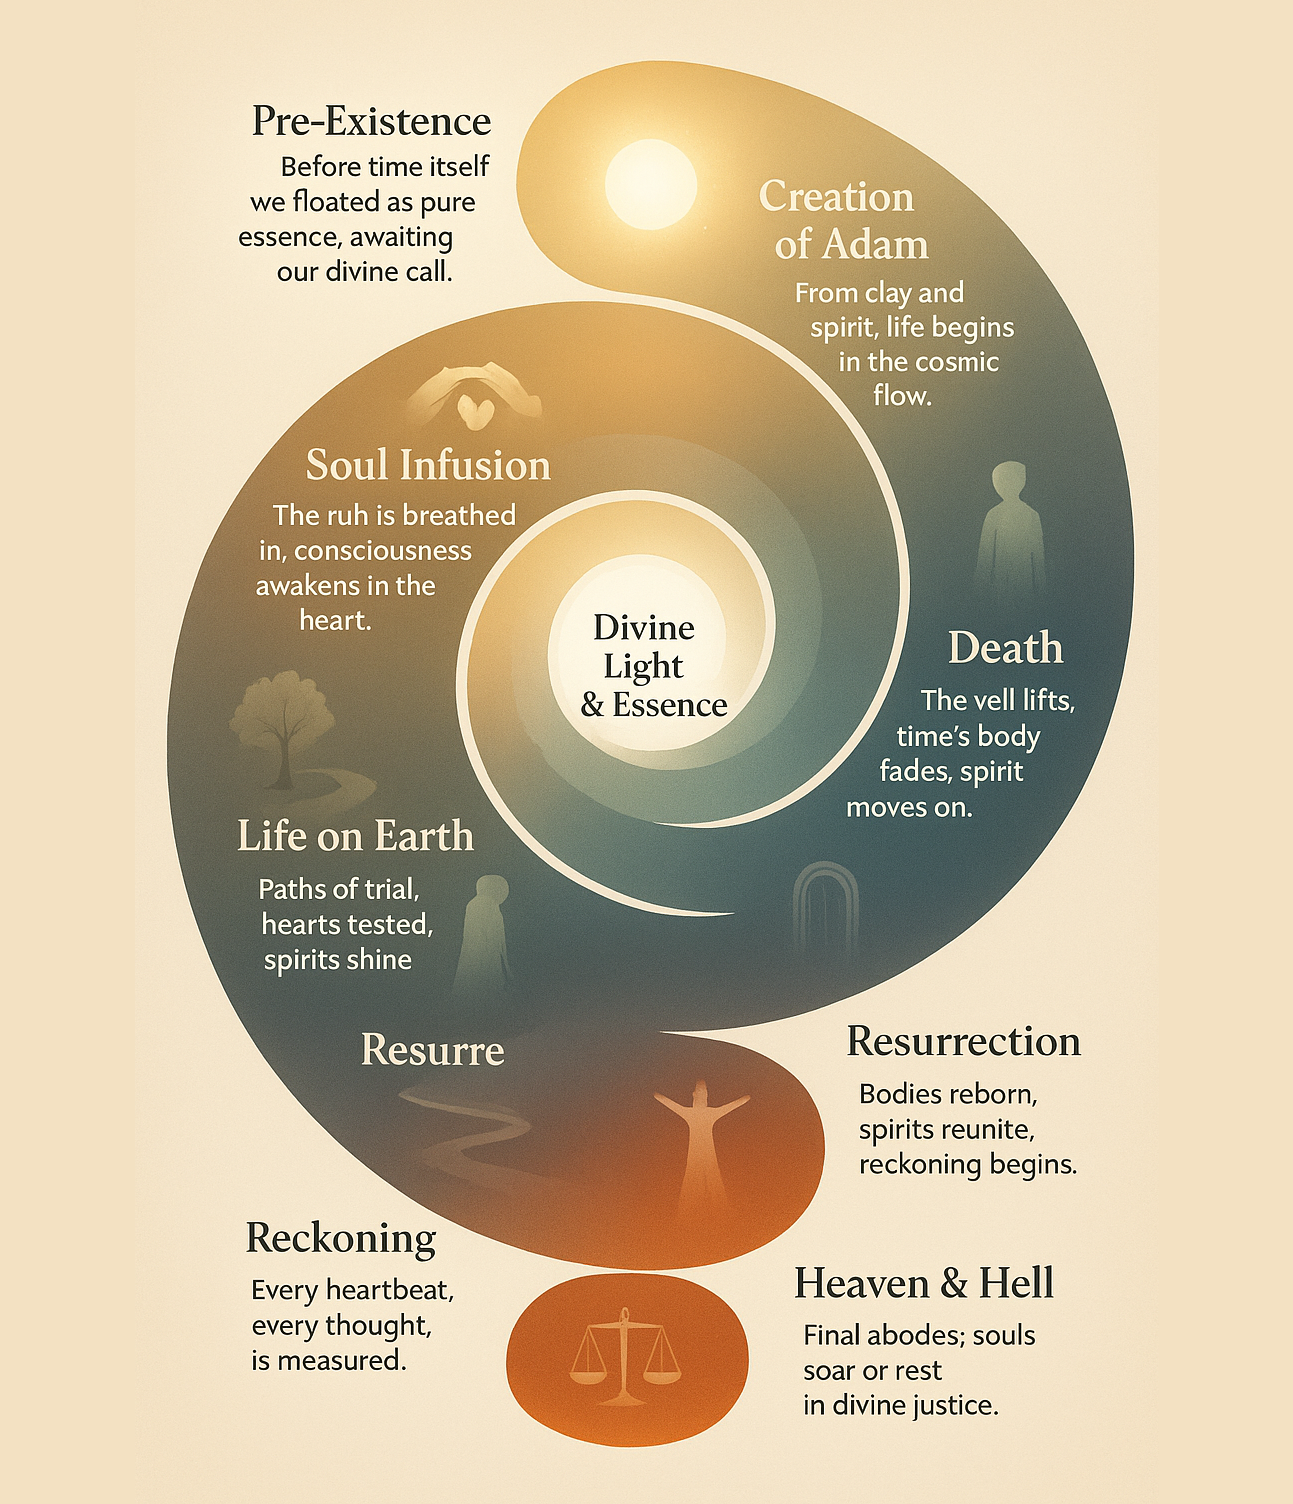 Pre-Existence
Before time itself
we floated as pure
essence, awaiting
our divine call.
Creation
of Adam
From clay and
spirit, life begins
in the cosmic
flow.
Soul Infusion
The ruh is breathed
in, consciousness
awakens in the
heart.
Divine
Light
& Essence
Death
The vell lifts,
time's body
fades, spirit
moves on.
Life on Earth
Paths of trial,
hearts tested,
spirits shine
Resurre
Resurrection
Bodies reborn,
spirits reunite,
reckoning begins.
Reckoning
Every heartbeat,
every thought,
is measured.
Heaven & Hell
Final abodes; souls
soar or rest
in divine justice.